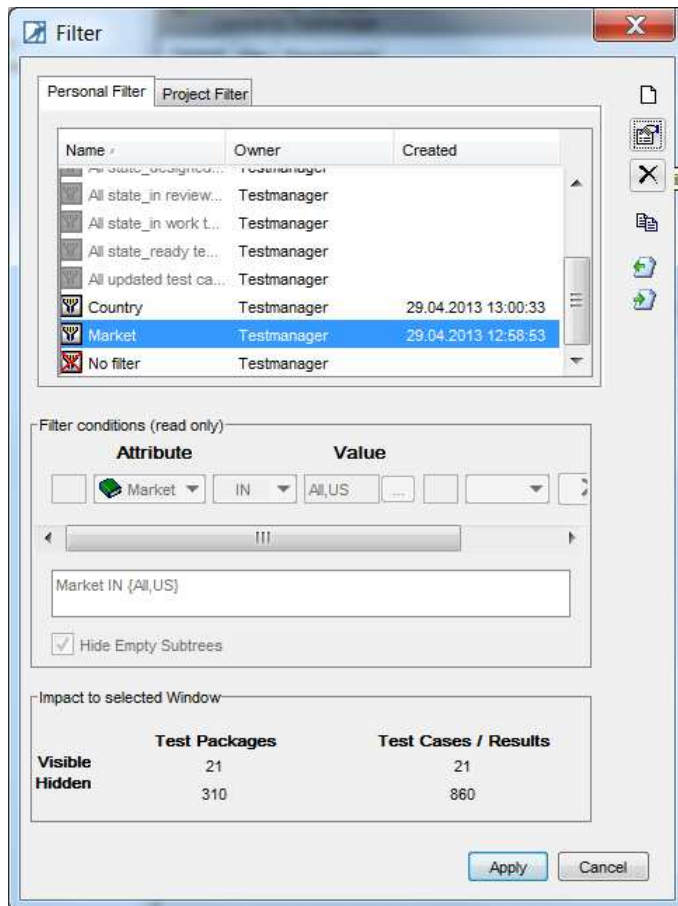 Filter
Personal Filter Project Filter
Name Owner Created
All state_designed... Testmanager
All state_in review... Testmanager
All state_in work t... Testmanager
All state_ready te... Testmanager
All updated test ca... Testmanager
Country Testmanager 29.04.2013 13:00:33
Market Testmanager 29.04.2013 12:58:53
No filter Testmanager
Filter conditions (read only)
Attribute Value
Market IN All,US ...
Market IN {All,US}
Hide Empty Subtrees
Impact to selected Window
Test Packages Test Cases / Results
Visible 21 21
Hidden 310 860
Apply Cancel